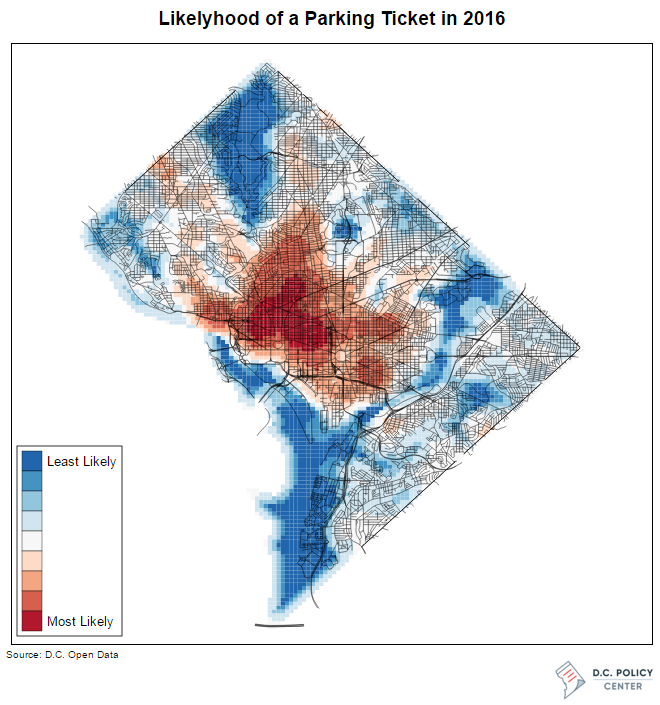 Likelyhood of a Parking Ticket in 2016
Least Likely
Most Likely
Source: D.C. Open Data
D.C. POLICY
CENTER